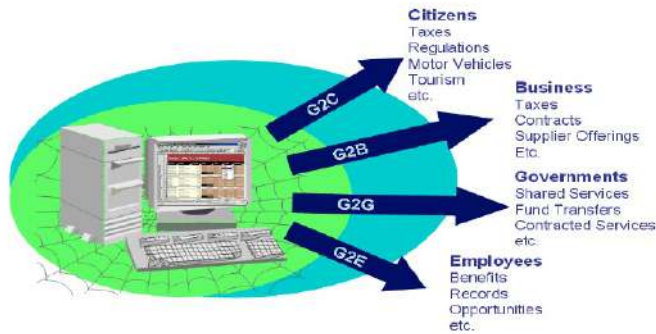 Citizens
Taxes
Regulations
Motor Vehicles
Tourism
etc.
G2C
Business
Taxes
Contracts
Supplier Offerings
Etc.
G2B
Governments
Shared Services
Fund Transfers
Contracted Services
etc.
G2G
Employees
Benefits
Records
Opportunities
etc.
G2E